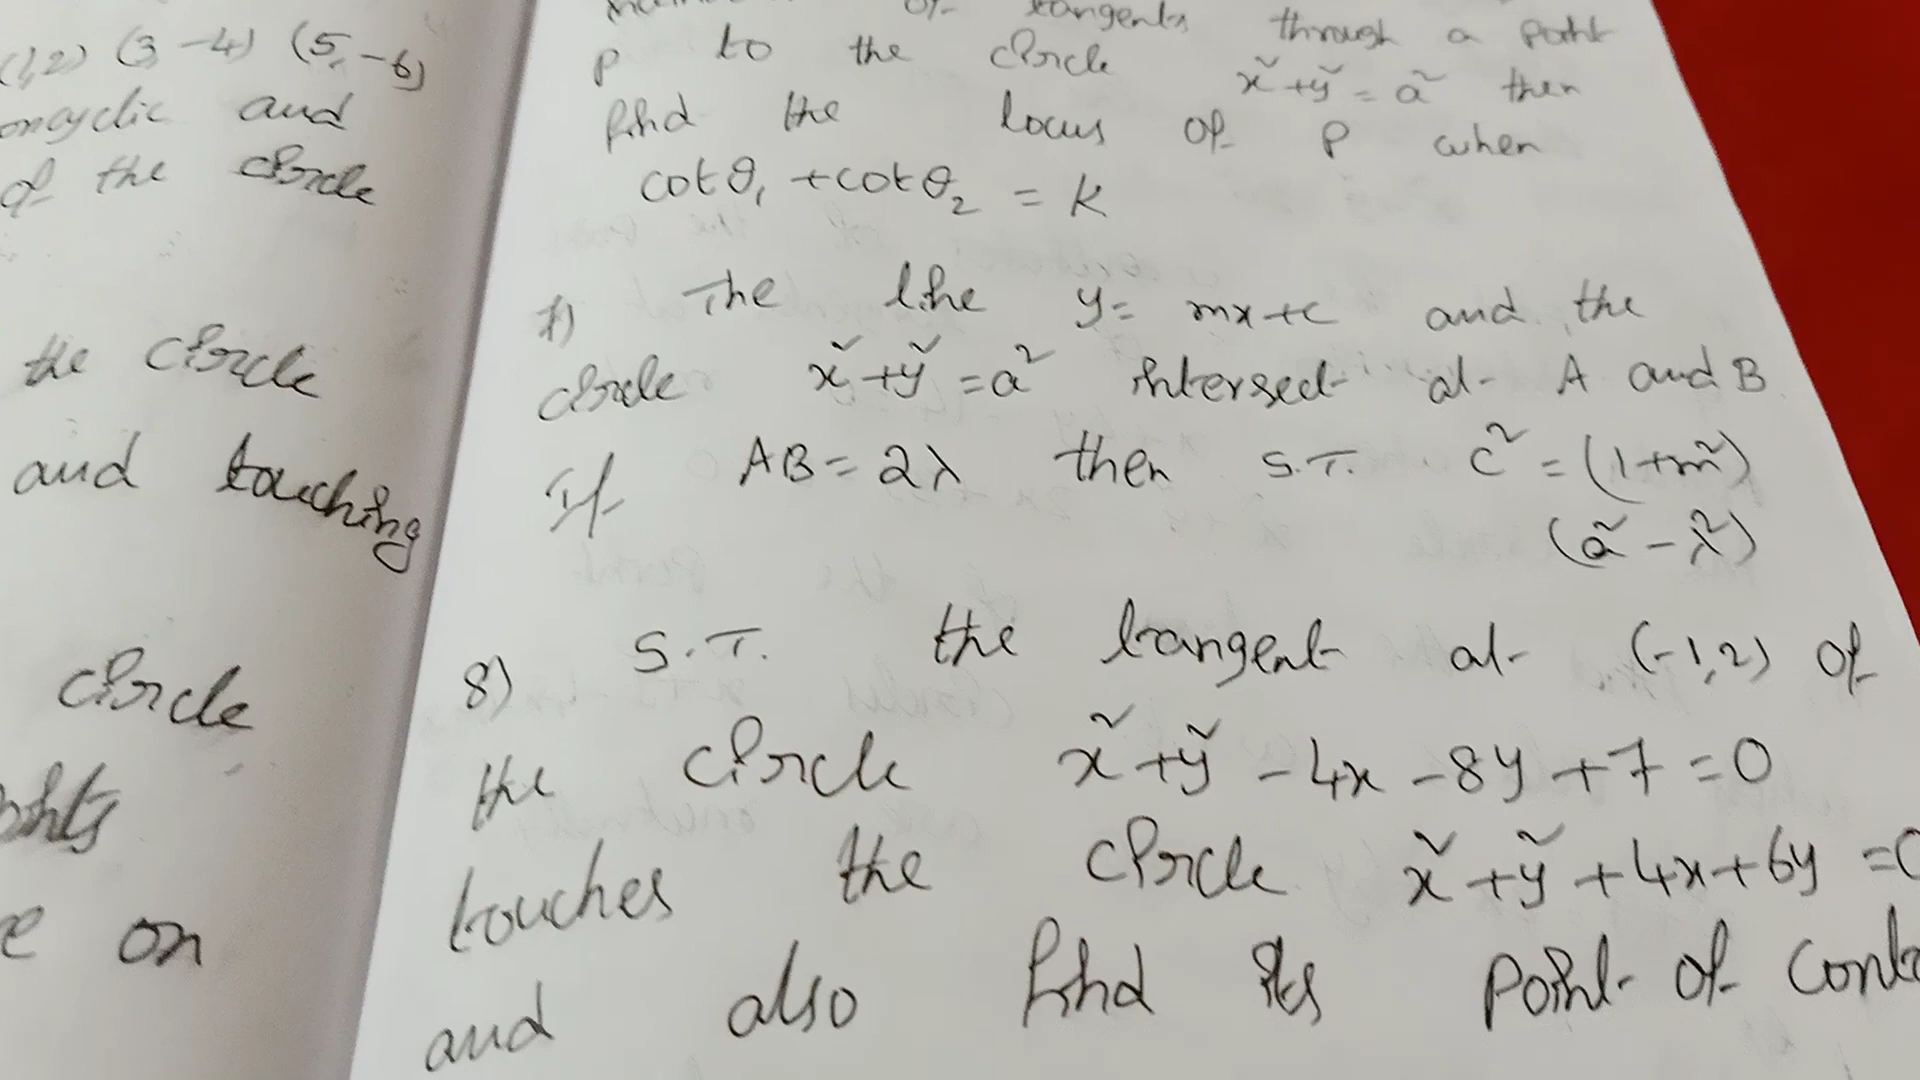 (1,2) (3, -4) (5, -6)
oncyclic and
of the circle
the circle
and touching
circle
e on
of tangents through a point
P to the circle x²+y² = a² then
find the locus of P when
cotθ₁ + cotθ₂ = k
7) The line y= mx+c and the
circle x²+y² = a² intersect at A and B
If AB = 2λ then S.T. c² = (1+m²)
(a² - λ²)
8) S.T. the tangent at (-1,2) of
the circle x²+y² - 4x - 8y + 7 = 0
touches the circle x²+y² + 4x + 6y = 0
and also find its point of conta